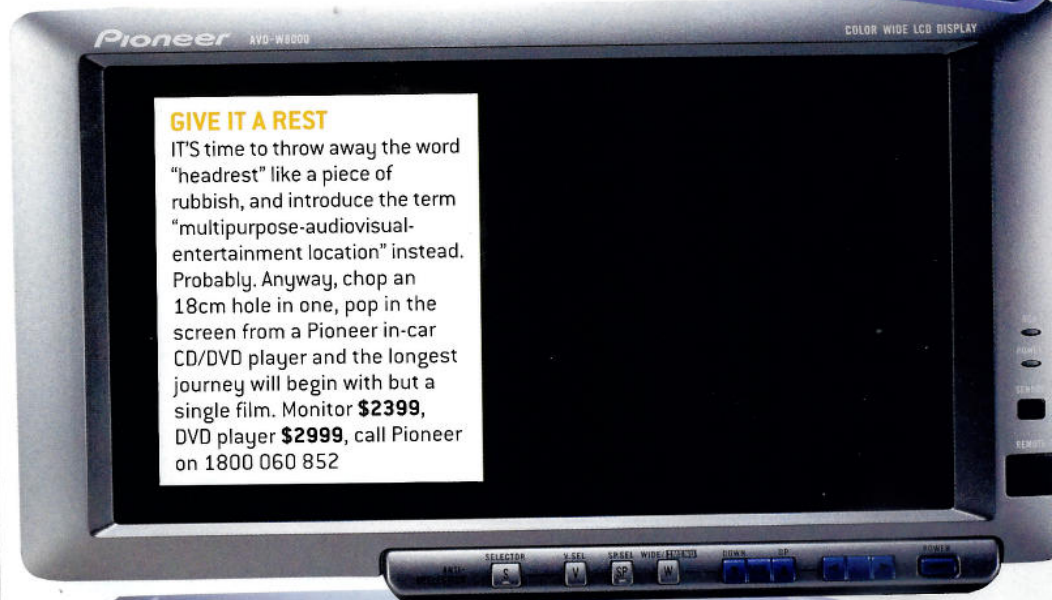 Pioneer AVD-W8000
COLOR WIDE LCD DISPLAY
GIVE IT A REST
IT'S time to throw away the word
"headrest" like a piece of
rubbish, and introduce the term
"multipurpose-audiovisual-
entertainment location" instead.
Probably. Anyway, chop an
18cm hole in one, pop in the
screen from a Pioneer in-car
CD/DVD player and the longest
journey will begin with but a
single film. Monitor $2399,
DVD player $2999, call Pioneer
on 1800 060 852
POWER
SENSOR
REMOTE
SELECTOR V.SEL SP.SEL WIDE/ DOWN UP POWER
S V SP W